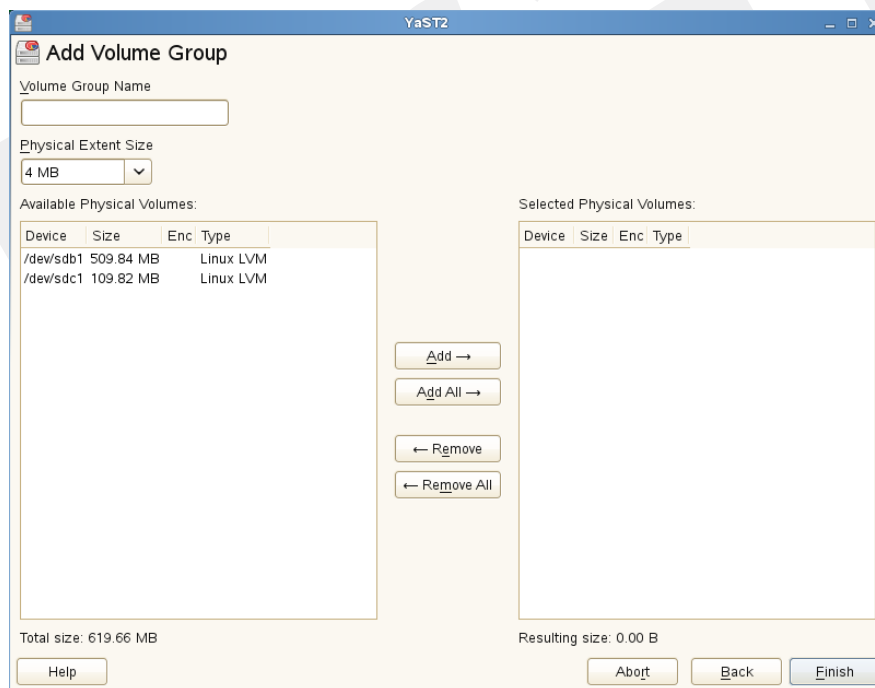 YaST2
Add Volume Group
Volume Group Name
Physical Extent Size
4 MB
Available Physical Volumes:
Device Size Enc Type
/dev/sdb1 509.84 MB Linux LVM
/dev/sdc1 109.82 MB Linux LVM
Total size: 619.66 MB
Add →
Add All →
← Remove
← Remove All
Selected Physical Volumes:
Device Size Enc Type
Resulting size: 0.00 B
Help
Abort
Back
Finish